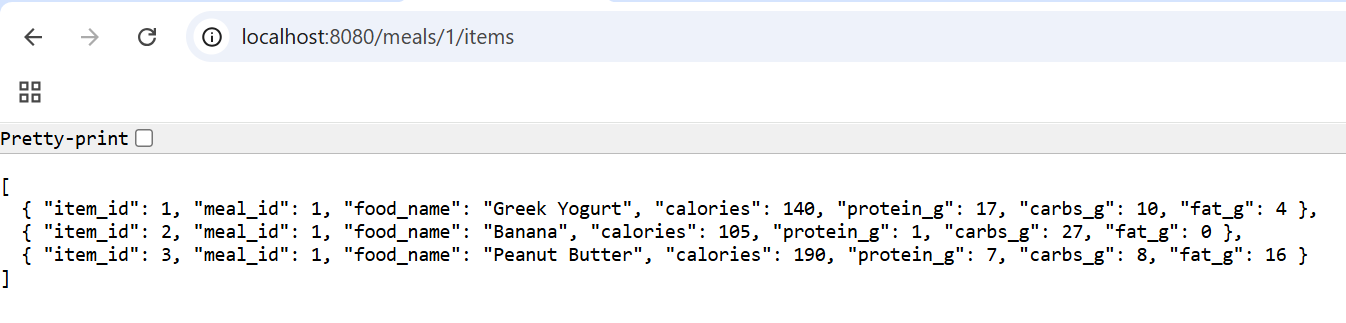 localhost:8080/meals/1/items
Pretty-print
[
  { "item_id": 1, "meal_id": 1, "food_name": "Greek Yogurt", "calories": 140, "protein_g": 17, "carbs_g": 10, "fat_g": 4 },
  { "item_id": 2, "meal_id": 1, "food_name": "Banana", "calories": 105, "protein_g": 1, "carbs_g": 27, "fat_g": 0 },
  { "item_id": 3, "meal_id": 1, "food_name": "Peanut Butter", "calories": 190, "protein_g": 7, "carbs_g": 8, "fat_g": 16 }
]